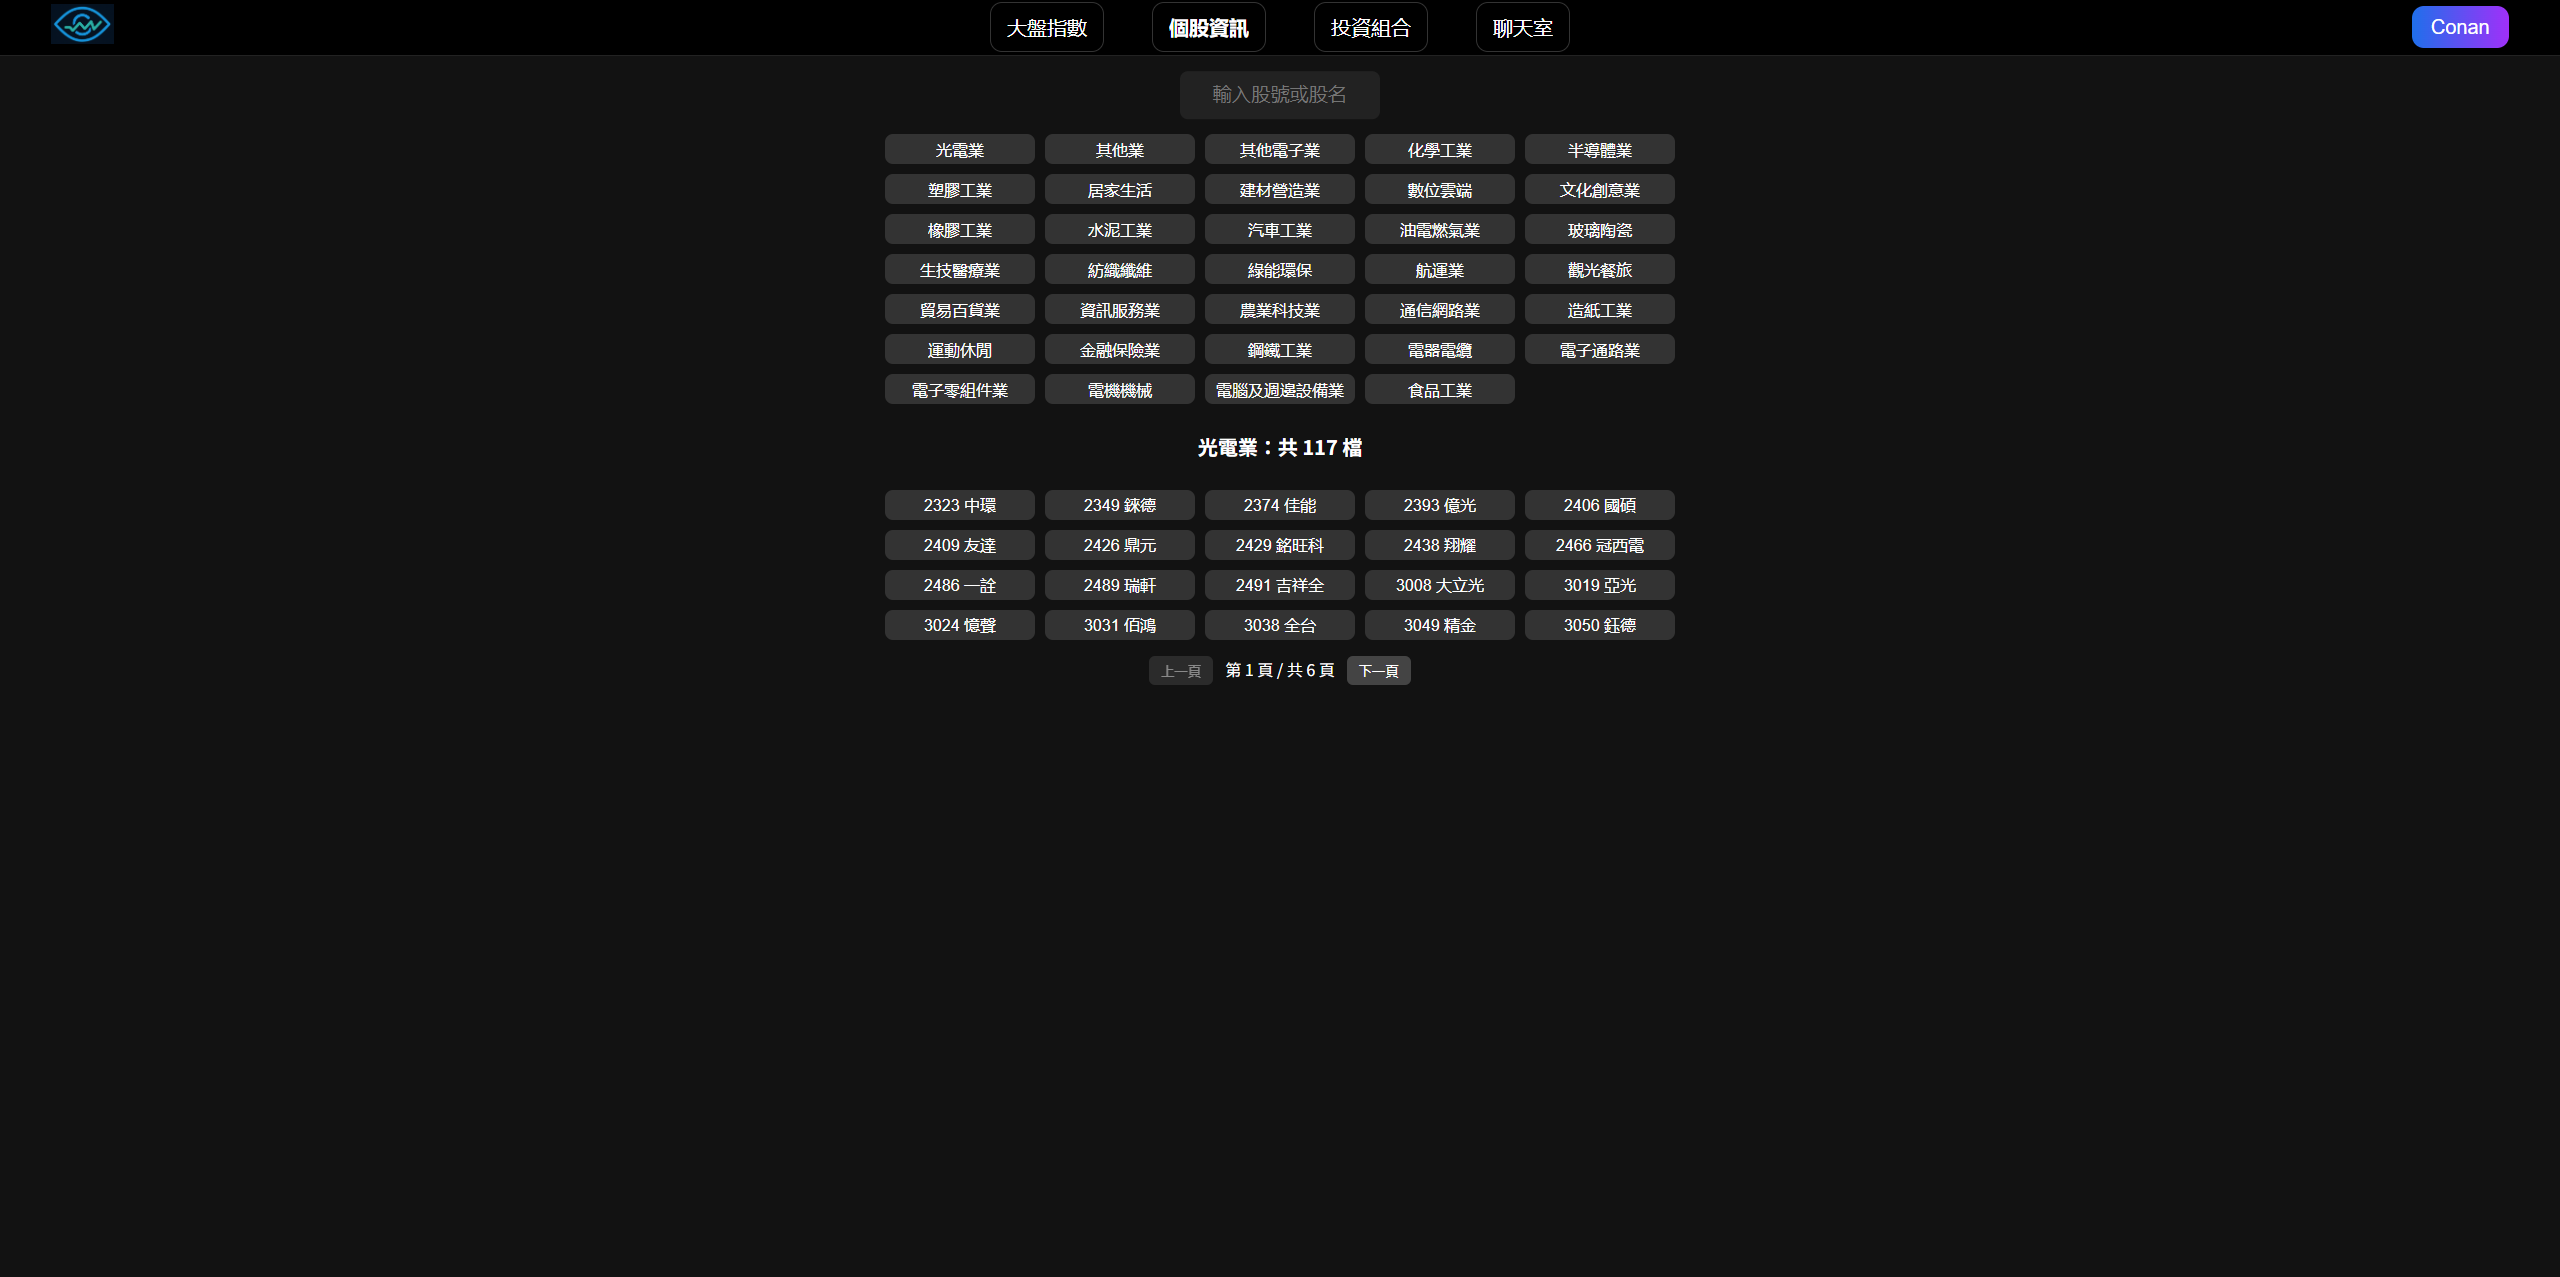 大盤指數 個股資訊 投資組合 聊天室 Conan
輸入股號或股名
光電業 其他業 其他電子業 化學工業 半導體業
塑膠工業 居家生活 建材營造業 數位雲端 文化創意業
橡膠工業 水泥工業 汽車工業 油電燃氣業 玻璃陶瓷
生技醫療業 紡織纖維 綠能環保 航運業 觀光餐旅
貿易百貨業 資訊服務業 農業科技業 通信網路業 造紙工業
運動休閒 金融保險業 鋼鐵工業 電器電纜 電子通路業
電子零組件業 電機機械 電腦及週邊設備業 食品工業
光電業：共 117 檔
2323 中環 2349 錸德 2374 佳能 2393 億光 2406 國碩
2409 友達 2426 鼎元 2429 銘旺科 2438 翔耀 2466 冠西電
2486 一詮 2489 瑞軒 2491 吉祥全 3008 大立光 3019 亞光
3024 憶聲 3031 佰鴻 3038 全台 3049 精金 3050 鈺德
上一頁 第 1 頁 / 共 6 頁 下一頁